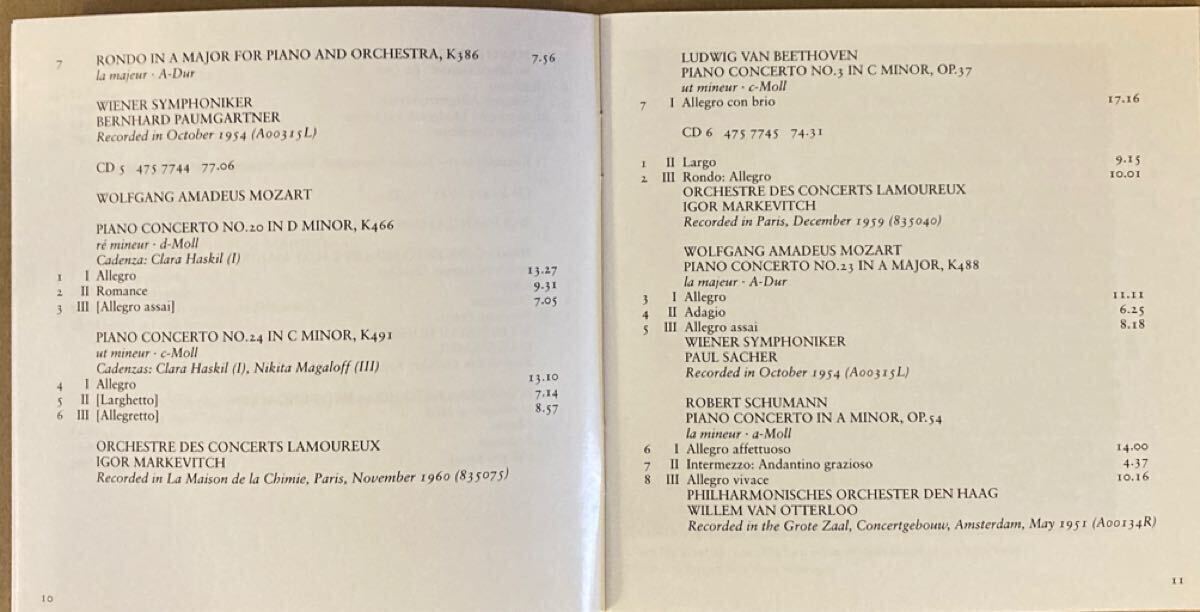 7 RONDO IN A MAJOR FOR PIANO AND ORCHESTRA, K386 7.56
la majeur · A-Dur
WIENER SYMPHONIKER
BERNHARD PAUMGARTNER
Recorded in October 1954 (A00315L)
CD 5 475 7744 77.06
WOLFGANG AMADEUS MOZART
PIANO CONCERTO NO.20 IN D MINOR, K466
ré mineur · d-Moll
Cadenza: Clara Haskil (I)
1 I Allegro 13.27
2 II Romance 9.31
3 III [Allegro assai] 7.05
PIANO CONCERTO NO.24 IN C MINOR, K491
ut mineur · c-Moll
Cadenzas: Clara Haskil (I), Nikita Magaloff (III)
4 I Allegro 13.10
5 II [Larghetto] 7.14
6 III [Allegretto] 8.57
ORCHESTRE DES CONCERTS LAMOUREUX
IGOR MARKEVITCH
Recorded in La Maison de la Chimie, Paris, November 1960 (835075)
10
LUDWIG VAN BEETHOVEN
PIANO CONCERTO NO.3 IN C MINOR, OP.37
ut mineur · c-Moll
7 I Allegro con brio 17.16
CD 6 475 7745 74.31
1 II Largo 9.15
2 III Rondo: Allegro 10.01
ORCHESTRE DES CONCERTS LAMOUREUX
IGOR MARKEVITCH
Recorded in Paris, December 1959 (835040)
WOLFGANG AMADEUS MOZART
PIANO CONCERTO NO.23 IN A MAJOR, K488
la majeur · A-Dur
3 I Allegro 11.11
4 II Adagio 6.25
5 III Allegro assai 8.18
WIENER SYMPHONIKER
PAUL SACHER
Recorded in October 1954 (A00315L)
ROBERT SCHUMANN
PIANO CONCERTO IN A MINOR, OP.54
la mineur · a-Moll
6 I Allegro affettuoso 14.00
7 II Intermezzo: Andantino grazioso 4.37
8 III Allegro vivace 10.16
PHILHARMONISCHES ORCHESTER DEN HAAG
WILLEM VAN OTTERLOO
Recorded in the Grote Zaal, Concertgebouw, Amsterdam, May 1951 (A00134R)
11